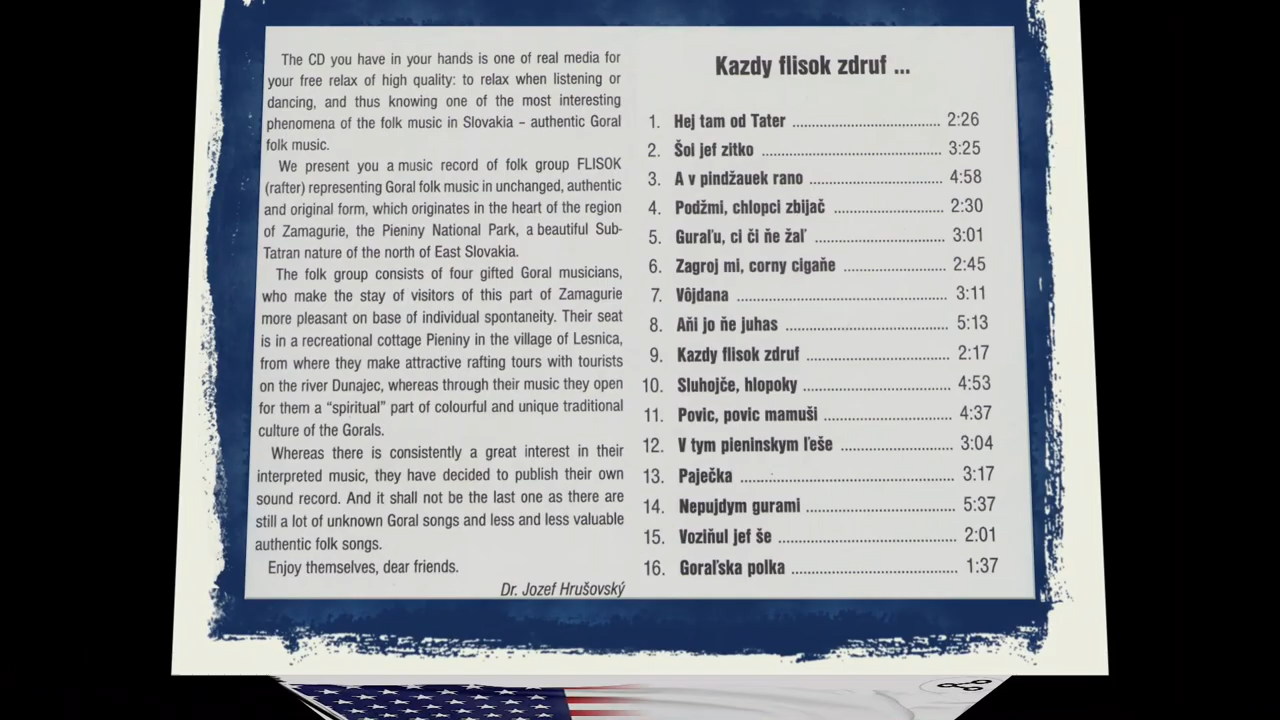 The CD you have in your hands is one of real media for
your free relax of high quality: to relax when listening or
dancing, and thus knowing one of the most interesting
phenomena of the folk music in Slovakia – authentic Goral
folk music.
We present you a music record of folk group FLISOK
(rafter) representing Goral folk music in unchanged, authentic
and original form, which originates in the heart of the region
of Zamagurie, the Pieniny National Park, a beautiful Sub-
Tatran nature of the north of East Slovakia.
The folk group consists of four gifted Goral musicians,
who make the stay of visitors of this part of Zamagurie
more pleasant on base of individual spontaneity. Their seat
is in a recreational cottage Pieniny in the village of Lesnica,
from where they make attractive rafting tours with tourists
on the river Dunajec, whereas through their music they open
for them a “spiritual” part of colourful and unique traditional
culture of the Gorals.
Whereas there is consistently a great interest in their
interpreted music, they have decided to publish their own
sound record. And it shall not be the last one as there are
still a lot of unknown Goral songs and less and less valuable
authentic folk songs.
Enjoy themselves, dear friends.
Dr. Jozef Hrušovský
Kazdy flisok zdruf ...
1. Hej tam od Tater ........ 2:26
2. Šol jef zitko ........ 3:25
3. A v pindžauek rano ........ 4:58
4. Podžmi, chlopci zbijač ........ 2:30
5. Guraľu, ci či ňe žaľ ........ 3:01
6. Zagroj mi, corny cigaňe ........ 2:45
7. Vôjdana ........ 3:11
8. Aňi jo ňe juhas ........ 5:13
9. Kazdy flisok zdruf ........ 2:17
10. Sluhojče, hlopoky ........ 4:53
11. Povic, povic mamuši ........ 4:37
12. V tym pieninskym ľeše ........ 3:04
13. Paječka ........ 3:17
14. Nepujdym gurami ........ 5:37
15. Voziňul jef še ........ 2:01
16. Goraľska polka ........ 1:37